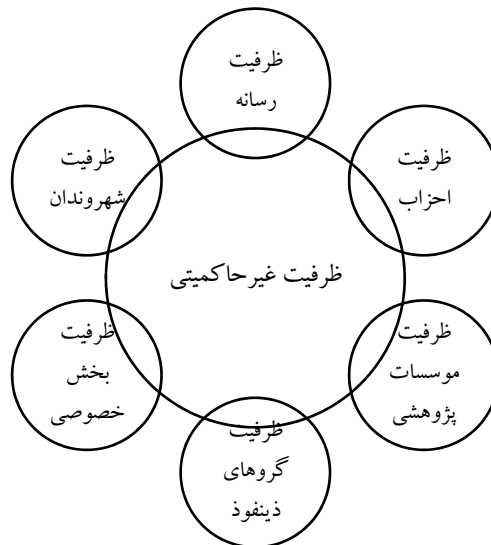 ظرفیت
رسانه
ظرفیت
احزاب
ظرفیت
شهروندان
ظرفیت غیرحاکمیتی
ظرفیت
موسسات
پژوهشی
ظرفیت
بخش
خصوصی
ظرفیت
گروهای
ذینفوذ